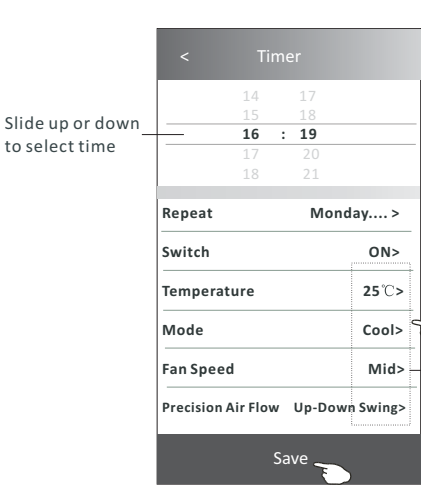 < Timer
14 17
15 18
Slide up or down
16 : 19
to select time
17 20
18 21
Repeat Monday.... >
Switch ON>
Temperature 25℃>
Mode Cool>
Fan Speed Mid>
Precision Air Flow Up-Down Swing>
Save